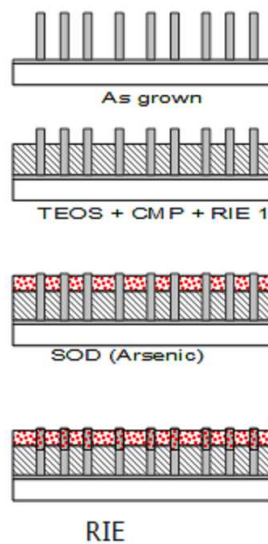 As grown
TEOS + CMP + RIE 1
SOD (Arsenic)
RIE